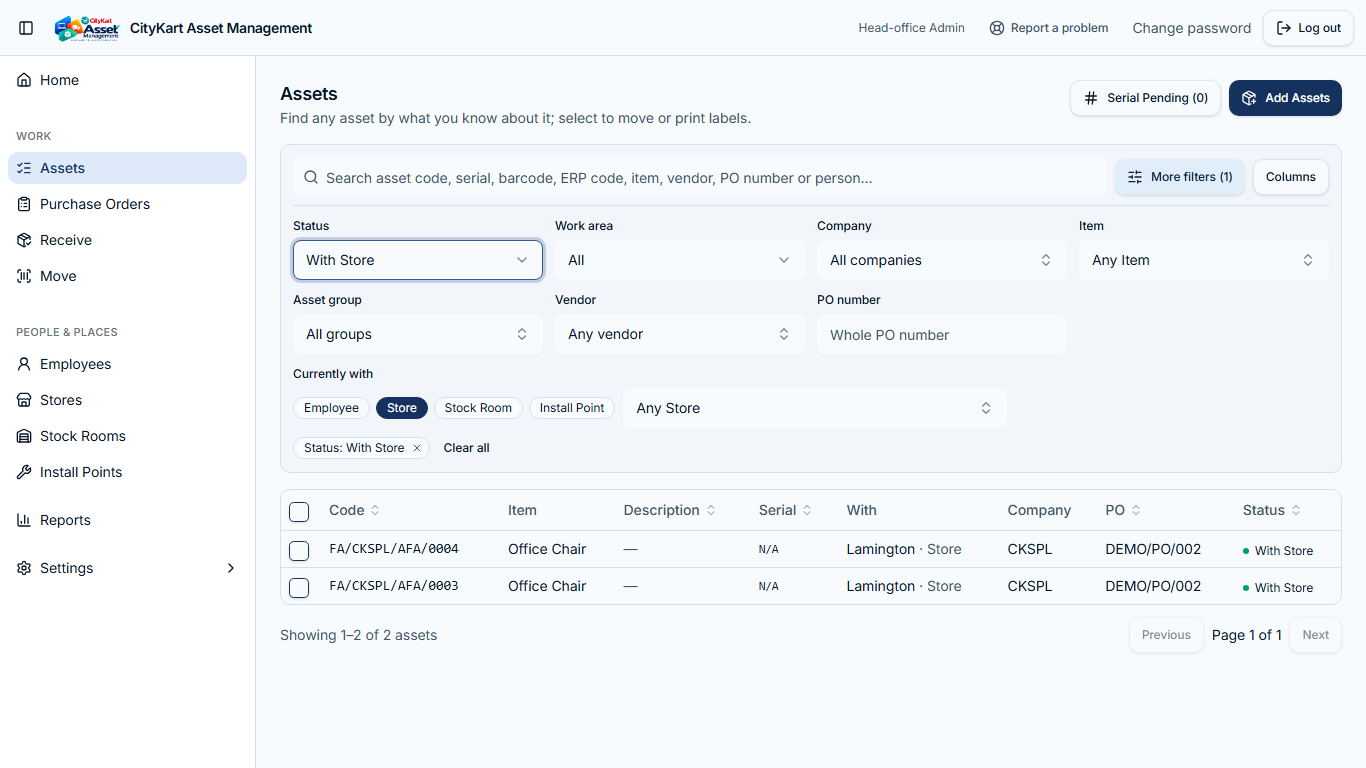 CityKart Asset Management
CityKart Asset Management
Head-office Admin
Report a problem
Change password
Log out
Home
WORK
Assets
Purchase Orders
Receive
Move
PEOPLE & PLACES
Employees
Stores
Stock Rooms
Install Points
Reports
Settings
Assets
Find any asset by what you know about it; select to move or print labels.
Serial Pending (0)
Add Assets
Search asset code, serial, barcode, ERP code, item, vendor, PO number or person...
More filters (1)
Columns
Status Work area Company Item
With Store All All companies Any Item
Asset group Vendor PO number
All groups Any vendor Whole PO number
Currently with
Employee Store Stock Room Install Point Any Store
Status: With Store × Clear all
Code Item Description Serial With Company PO Status
FA/CKSPL/AFA/0004 Office Chair — N/A Lamington · Store CKSPL DEMO/PO/002 With Store
FA/CKSPL/AFA/0003 Office Chair — N/A Lamington · Store CKSPL DEMO/PO/002 With Store
Showing 1–2 of 2 assets
Previous Page 1 of 1 Next